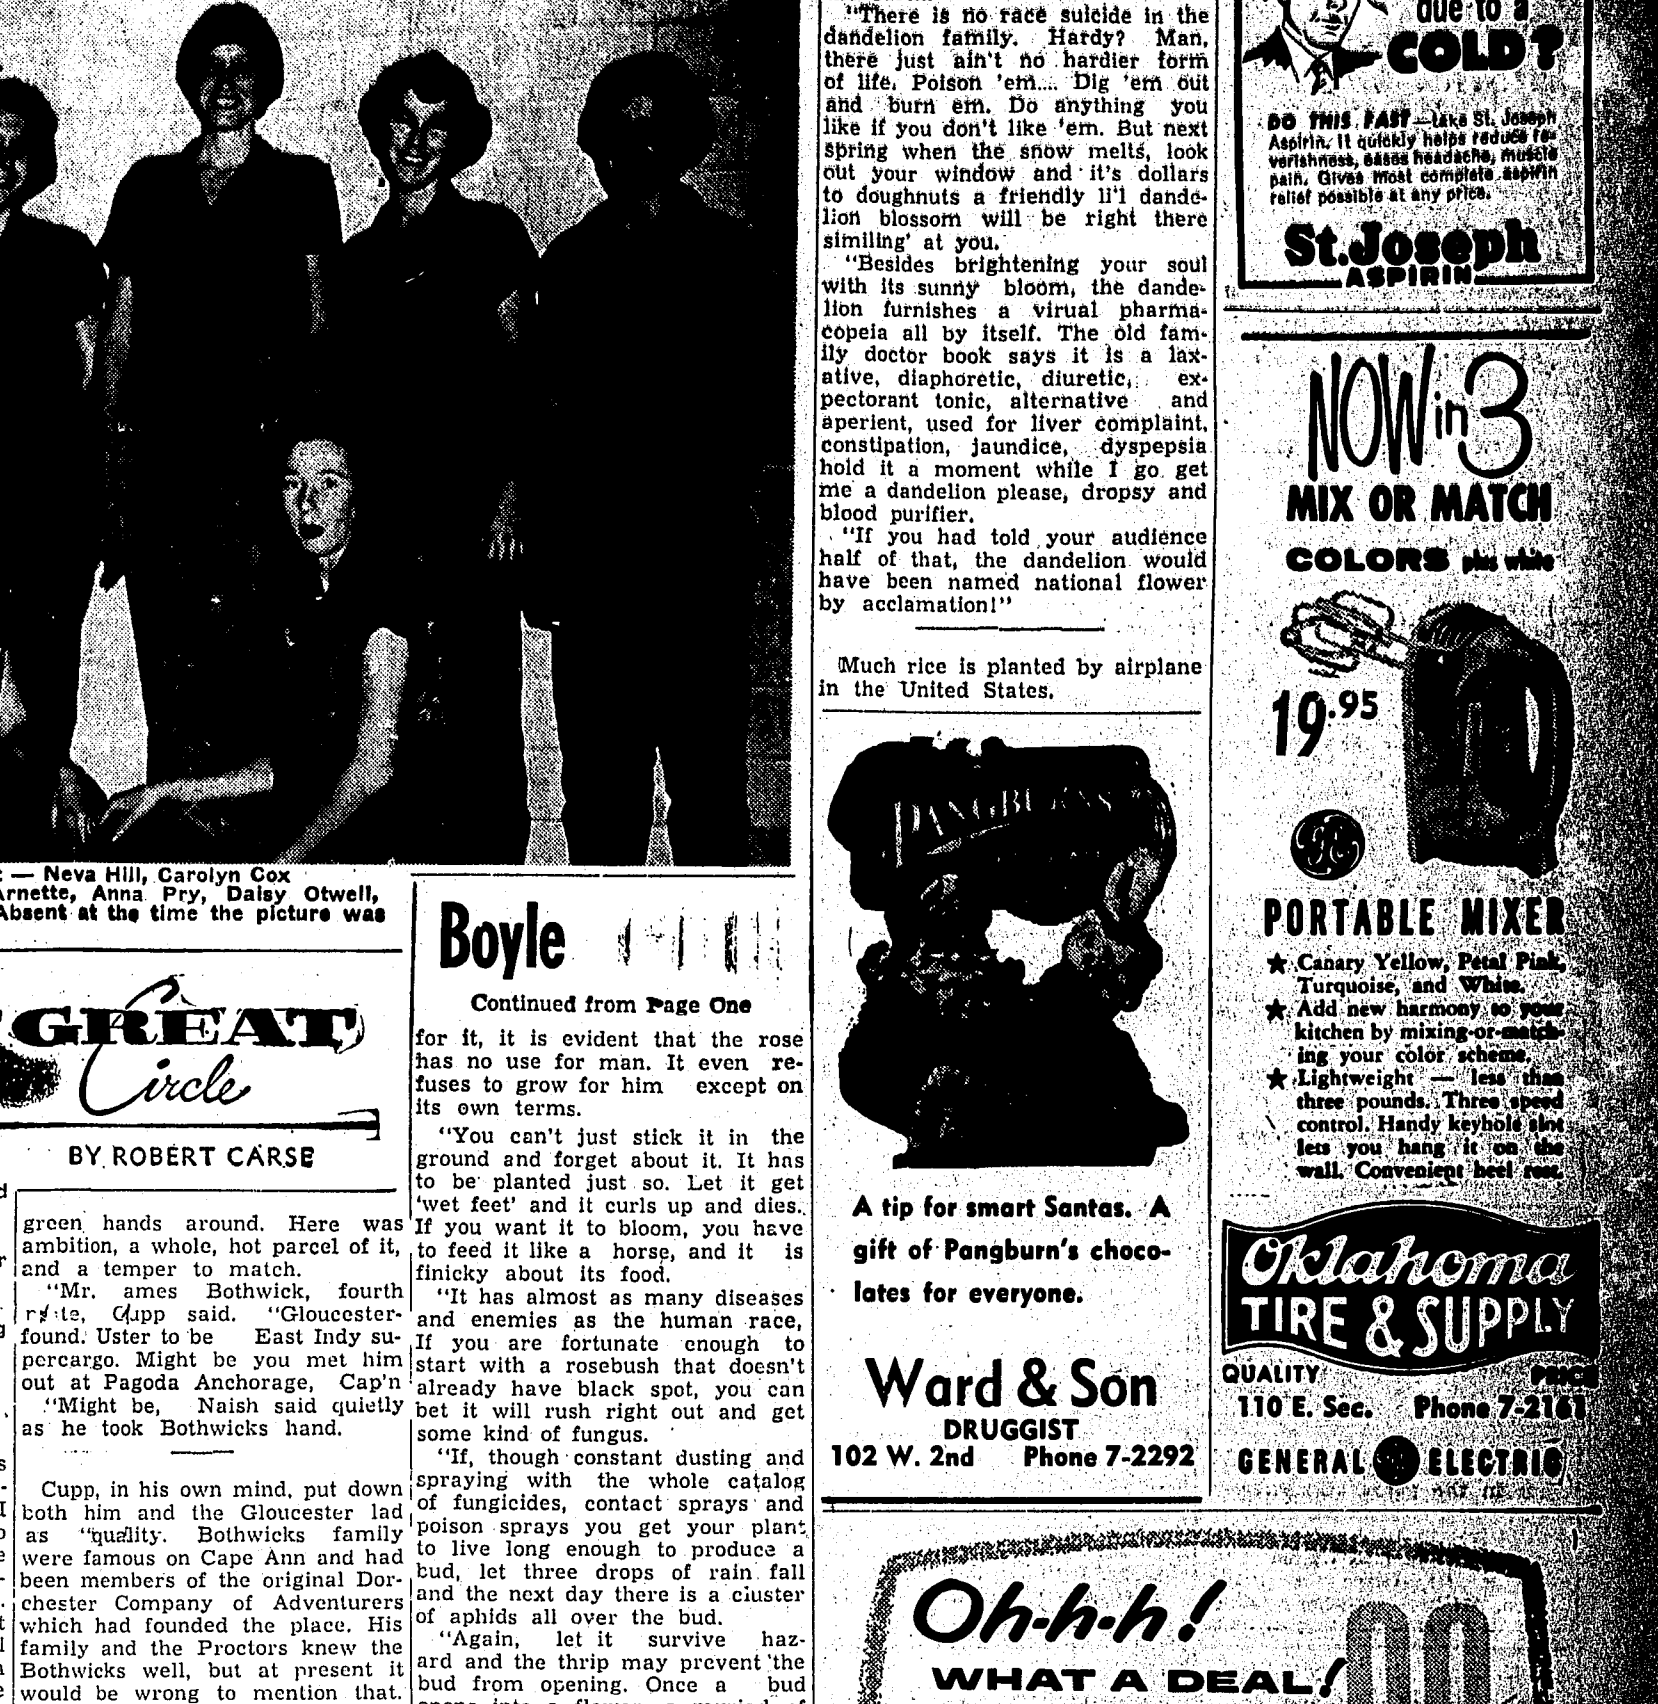 — Neva Hill, Carolyn Cox
Arnette, Anna Pry, Daisy Otwell,
Absent at the time the picture was
GREAT
Circle
BY ROBERT CARSE
green hands around. Here was
ambition, a whole, hot parcel of it,
and a temper to match.
"Mr. ames Bothwick, fourth
said. "Gloucester-
found. Uster to be East Indy su-
percargo. Might be you met him
out at Pagoda Anchorage, Cap'n
"Might be, Naish said quietly
as he took Bothwicks hand.
Cupp, in his own mind, put down
both him and the Gloucester lad
as "quality. Bothwicks family
were famous on Cape Ann and had
been members of the original Dor-
chester Company of Adventurers
which had founded the place. His
family and the Proctors knew the
Bothwicks well, but at present it
would be wrong to mention that.
Boyle
Continued from Page One
for it, it is evident that the rose
has no use for man. It even re-
fuses to grow for him except on
its own terms.
"You can't just stick it in the
ground and forget about it. It has
to be planted just so. Let it get
'wet feet' and it curls up and dies.
If you want it to bloom, you have
to feed it like a horse, and it is
finicky about its food.
"It has almost as many diseases
and enemies as the human race,
If you are fortunate enough to
start with a rosebush that doesn't
already have black spot, you can
bet it will rush right out and get
some kind of fungus.
"If, though constant dusting and
spraying with the whole catalog
of fungicides, contact sprays and
poison sprays you get your plant
to live long enough to produce a
bud, let three drops of rain fall
and the next day there is a cluster
of aphids all over the bud.
"Again, let it survive haz-
ard and the thrip may prevent the
bud from opening. Once a bud
"There is no race suicide in the
dandelion family. Hardy? Man,
there just ain't no hardier form
of life. Poison 'em.... Dig 'em out
and burn em. Do anything you
like if you don't like 'em. But next
spring when the snow melts, look
out your window and it's dollars
to doughnuts a friendly li'l dande-
lion blossom will be right there
similing' at you.
"Besides brightening your soul
with its sunny bloom, the dande-
lion furnishes a virual pharma-
copeia all by itself. The old fam-
ily doctor book says it is a lax-
ative, diaphoretic, diuretic, ex-
pectorant tonic, alternative and
aperient, used for liver complaint,
constipation, jaundice, dyspepsia
hold it a moment while I go get
me a dandelion please, dropsy and
blood purifier.
"If you had told your audience
half of that, the dandelion would
have been named national flower
by acclamation!"
Much rice is planted by airplane
in the United States.
PANGBURN'S
A tip for smart Santas. A
gift of Pangburn's choco-
lates for everyone.
Ward & Son
DRUGGIST
102 W. 2nd Phone 7-2292
due to a
COLD?
DO THIS FAST—take St. Joseph
Aspirin. It quickly helps reduce fe-
verishness, eases headache, muscle
pain. Gives most complete aspirin
relief possible at any price.
St. Joseph
ASPIRIN
NOW in 3
MIX OR MATCH
COLORS plus white
19.95
GE
PORTABLE MIXER
★ Canary Yellow, Petal Pink,
Turquoise, and White.
★ Add new harmony to your
kitchen by mixing-or-match-
ing your color scheme.
★ Lightweight — less than
three pounds. Three speed
control. Handy keyhole slot
lets you hang it on the
wall. Convenient heel rest.
Oklahoma
TIRE & SUPPLY
QUALITY PRICE
110 E. Sec. Phone 7-2161
GENERAL GE ELECTRIC
Oh-h-h!
WHAT A DEAL!